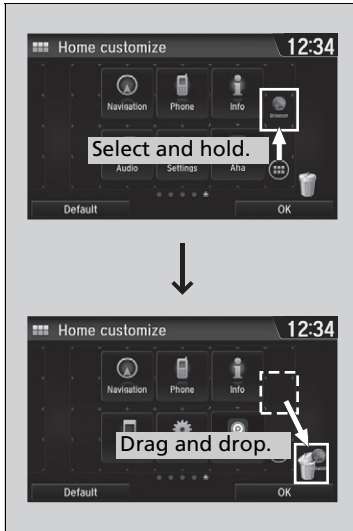 Home customize
12:34
Navigation
Phone
Info
Browser
Select and hold.
Audio
Settings
Aha
Default
OK
Home customize
12:34
Navigation
Phone
Info
Drag and drop.
Default
OK